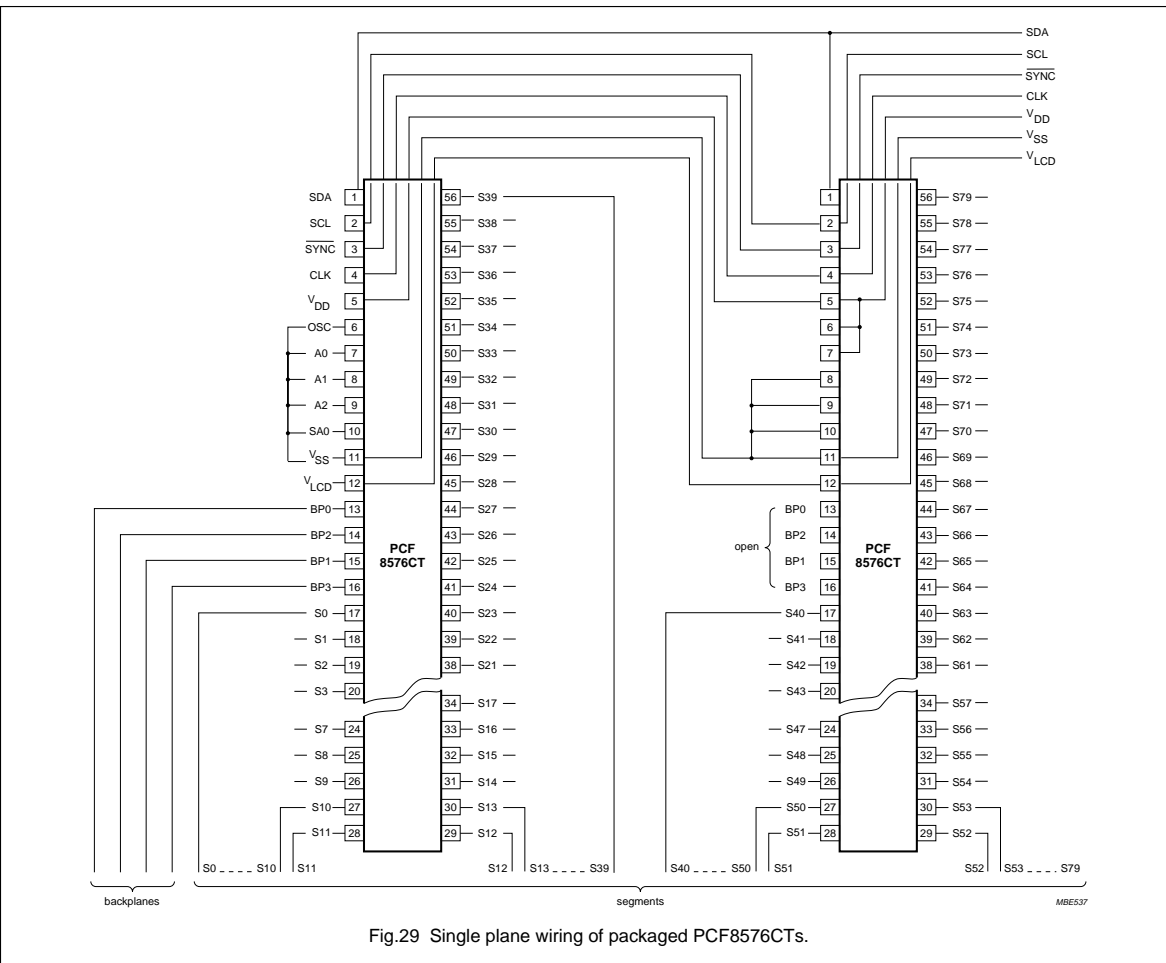 SDA
SCL
SYNC
CLK
VDD
VSS
VLCD
SDA 1 56 S39 1 56 S79
SCL 2 55 S38 2 55 S78
SYNC 3 54 S37 3 54 S77
CLK 4 53 S36 4 53 S76
VDD 5 52 S35 5 52 S75
OSC 6 51 S34 6 51 S74
A0 7 50 S33 7 50 S73
A1 8 49 S32 8 49 S72
A2 9 48 S31 9 48 S71
SA0 10 47 S30 10 47 S70
VSS 11 46 S29 11 46 S69
VLCD 12 45 S28 12 45 S68
BP0 13 44 S27 BP0 13 44 S67
BP2 14 43 S26 BP2 14 43 S66
PCF 8576CT open PCF 8576CT
BP1 15 42 S25 BP1 15 42 S65
BP3 16 41 S24 BP3 16 41 S64
S0 17 40 S23 S40 17 40 S63
S1 18 39 S22 S41 18 39 S62
S2 19 38 S21 S42 19 38 S61
S3 20 S43 20
34 S17 34 S57
S7 24 33 S16 S47 24 33 S56
S8 25 32 S15 S48 25 32 S55
S9 26 31 S14 S49 26 31 S54
S10 27 30 S13 S50 27 30 S53
S11 28 29 S12 S51 28 29 S52
S0 S10 S11 S12 S13 S39 S40 S50 S51 S52 S53 S79
backplanes segments MBE537
Fig.29 Single plane wiring of packaged PCF8576CTs.